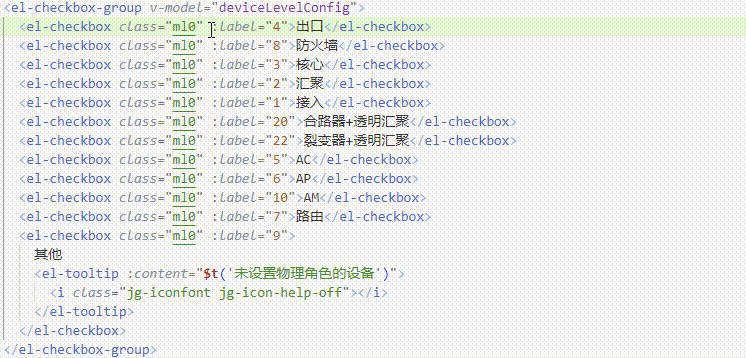 <el-checkbox-group v-model="deviceLevelConfig">
<el-checkbox class="ml0" :label="4">出口</el-checkbox>
<el-checkbox class="ml0" :label="8">防火墙</el-checkbox>
<el-checkbox class="ml0" :label="3">核心</el-checkbox>
<el-checkbox class="ml0" :label="2">汇聚</el-checkbox>
<el-checkbox class="ml0" :label="1">接入</el-checkbox>
<el-checkbox class="ml0" :label="20">合路器+透明汇聚</el-checkbox>
<el-checkbox class="ml0" :label="22">裂变器+透明汇聚</el-checkbox>
<el-checkbox class="ml0" :label="5">AC</el-checkbox>
<el-checkbox class="ml0" :label="6">AP</el-checkbox>
<el-checkbox class="ml0" :label="10">AM</el-checkbox>
<el-checkbox class="ml0" :label="7">路由</el-checkbox>
<el-checkbox class="ml0" :label="9">
其他
<el-tooltip :content="$t('未设置物理角色的设备')">
<i class="jg-iconfont jg-icon-help-off"></i>
</el-tooltip>
</el-checkbox>
</el-checkbox-group>